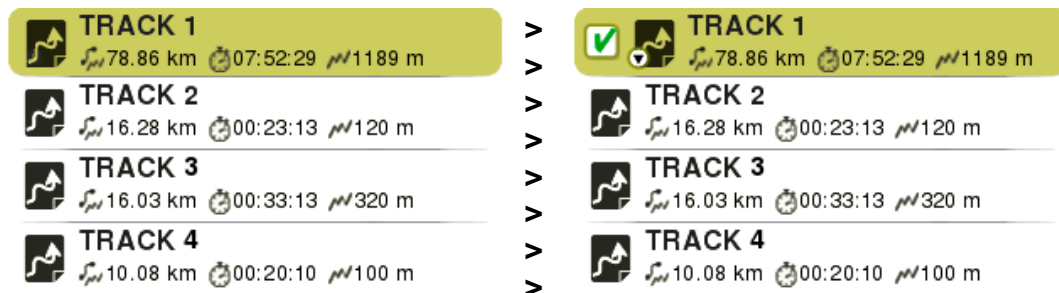 TRACK 1
78.86 km 07:52:29 1189 m
TRACK 2
16.28 km 00:23:13 120 m
TRACK 3
16.03 km 00:33:13 320 m
TRACK 4
10.08 km 00:20:10 100 m
>
>
>
>
>
>
>
>
TRACK 1
78.86 km 07:52:29 1189 m
TRACK 2
16.28 km 00:23:13 120 m
TRACK 3
16.03 km 00:33:13 320 m
TRACK 4
10.08 km 00:20:10 100 m